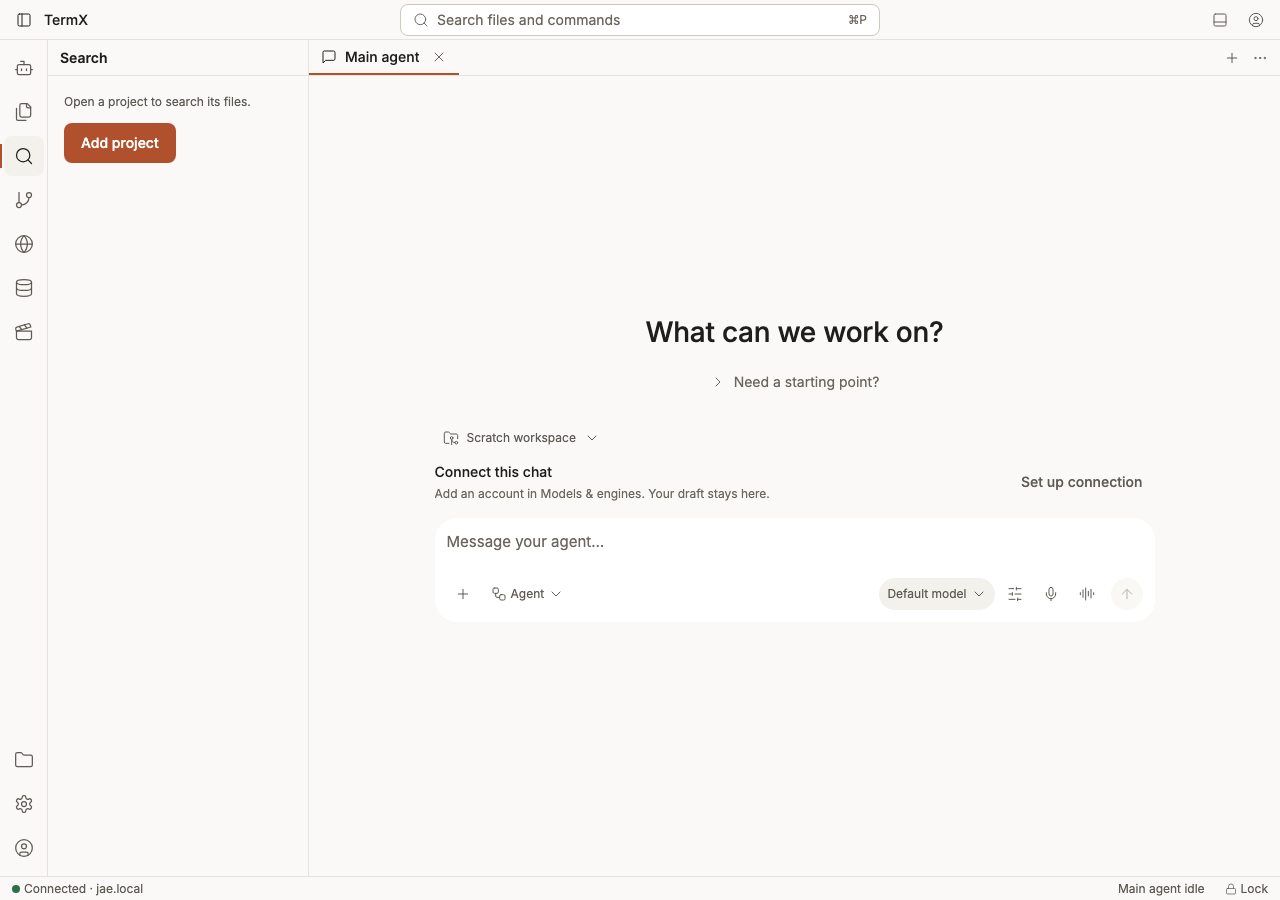 TermX
Search files and commands
⌘P
Search
Main agent
Open a project to search its files.
Add project
What can we work on?
Need a starting point?
Scratch workspace
Connect this chat
Add an account in Models & engines. Your draft stays here.
Set up connection
Message your agent...
Agent
Default model
Connected · jae.local
Main agent idle
Lock